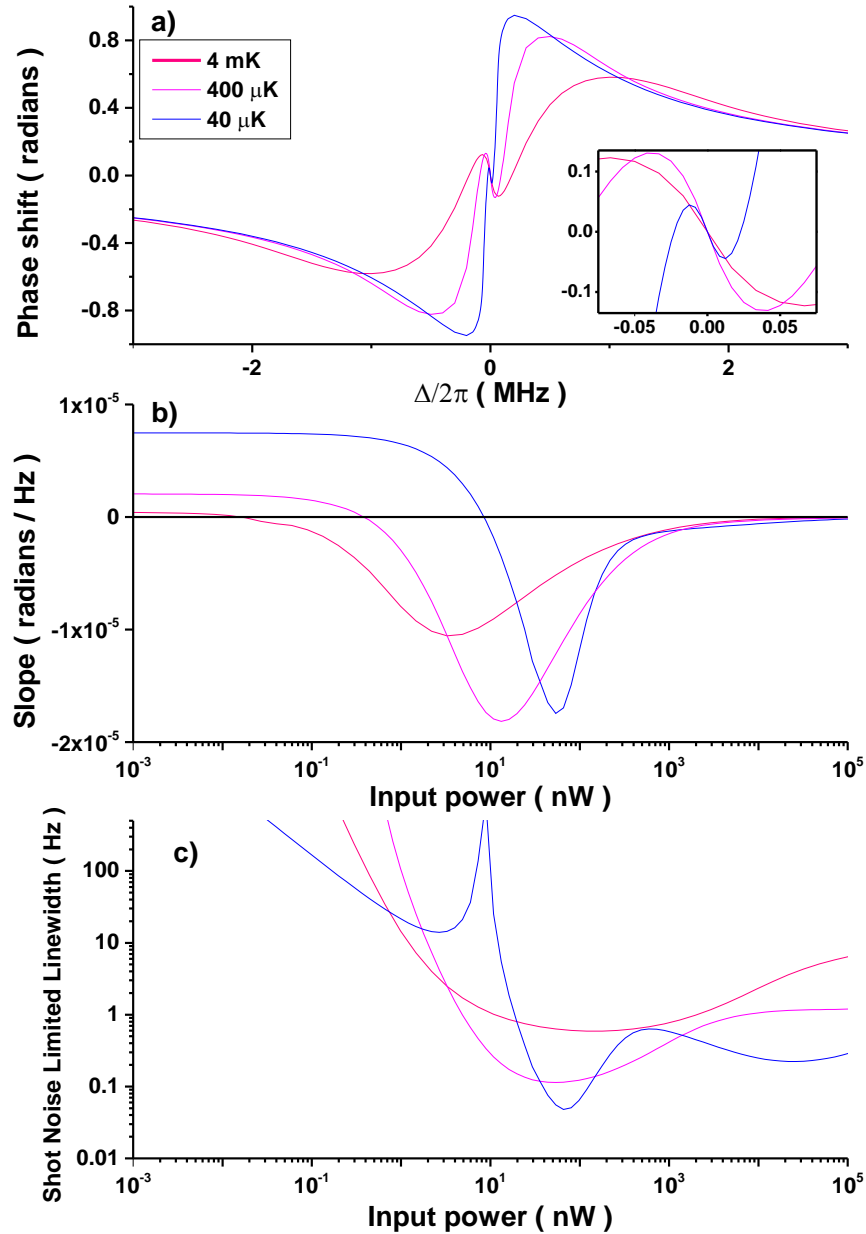 a)
4 mK
400 μK
40 μK
Phase shift ( radians )
0.8
0.4
0.0
-0.4
-0.8
0.1
0.0
-0.1
-0.05 0.00 0.05
-2 0 2
Δ/2π ( MHz )
b)
Slope ( radians / Hz )
1x10⁻⁵
0
-1x10⁻⁵
-2x10⁻⁵
10⁻³ 10⁻¹ 10¹ 10³ 10⁵
Input power ( nW )
c)
Shot Noise Limited Linewidth ( Hz )
100
10
1
0.1
0.01
10⁻³ 10⁻¹ 10¹ 10³ 10⁵
Input power ( nW )